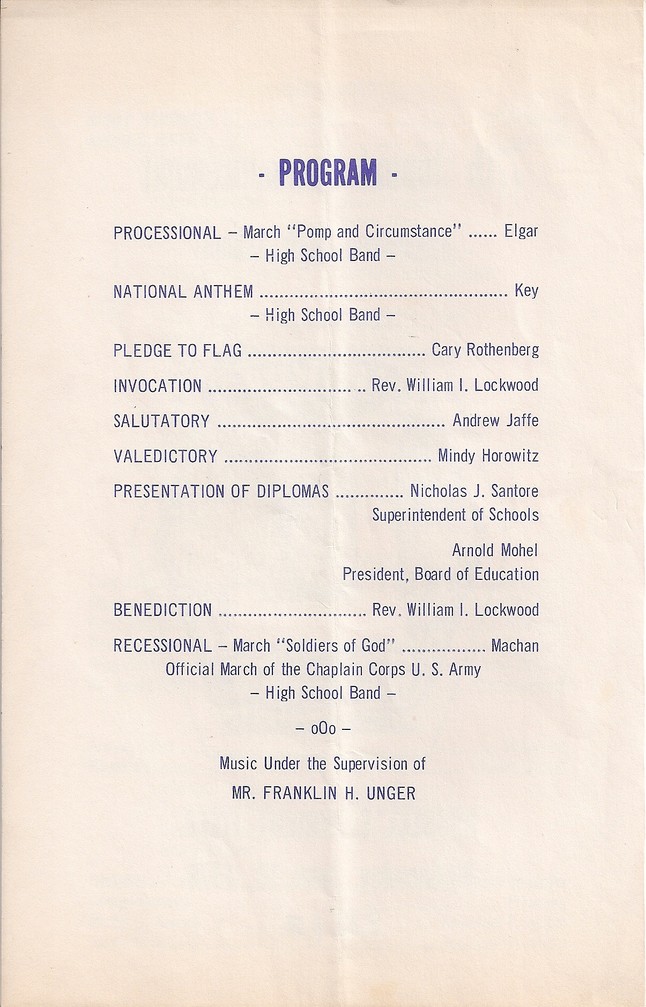 - PROGRAM -
PROCESSIONAL – March "Pomp and Circumstance" ...... Elgar
– High School Band –
NATIONAL ANTHEM .................................................. Key
– High School Band –
PLEDGE TO FLAG .................................... Cary Rothenberg
INVOCATION ............................. .. Rev. William I. Lockwood
SALUTATORY .............................................. Andrew Jaffe
VALEDICTORY .......................................... Mindy Horowitz
PRESENTATION OF DIPLOMAS .............. Nicholas J. Santore
Superintendent of Schools
Arnold Mohel
President, Board of Education
BENEDICTION .............................. Rev. William I. Lockwood
RECESSIONAL – March "Soldiers of God" ................. Machan
Official March of the Chaplain Corps U. S. Army
– High School Band –
– oOo –
Music Under the Supervision of
MR. FRANKLIN H. UNGER